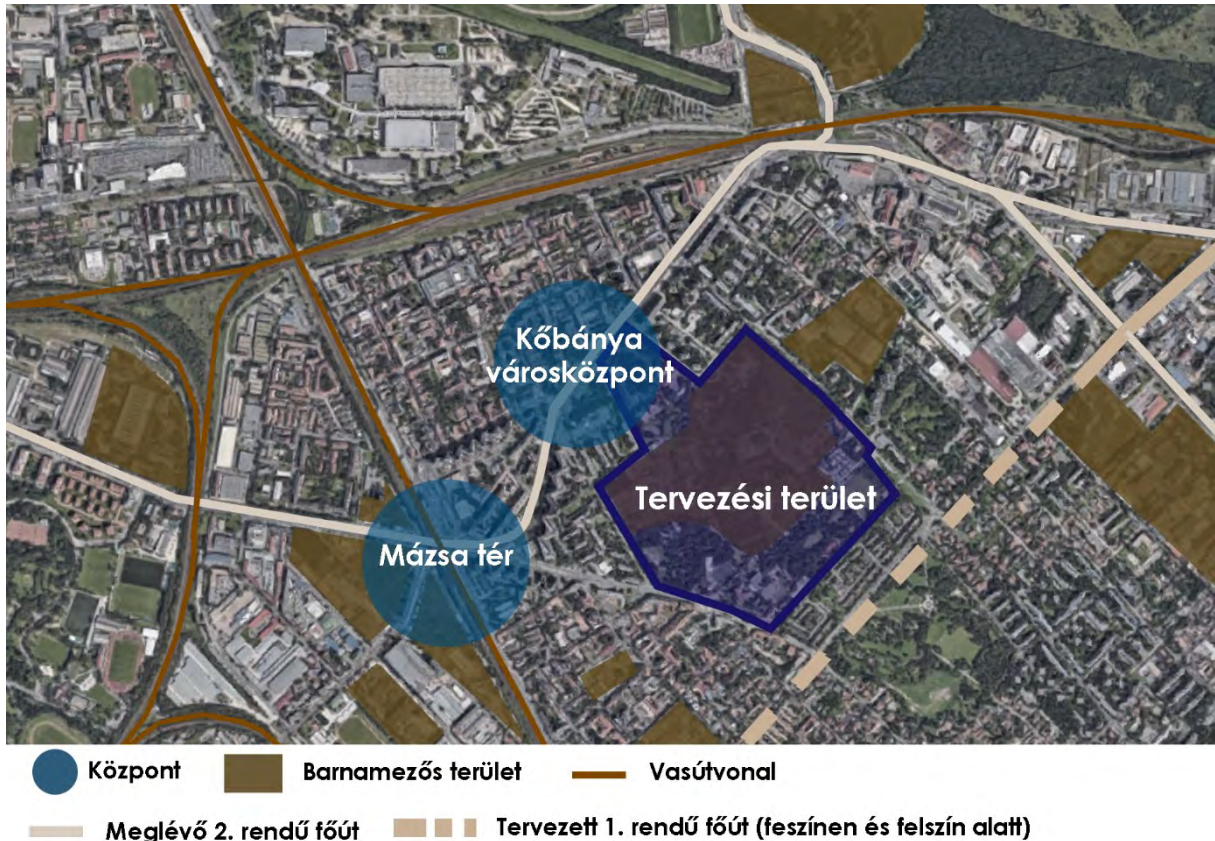 Kőbánya
városközpont
Tervezési terület
Mázsa tér
Központ
Barnamezős terület
Vasútvonal
Meglévő 2. rendű főút
Tervezett 1. rendű főút (feszínen és felszín alatt)